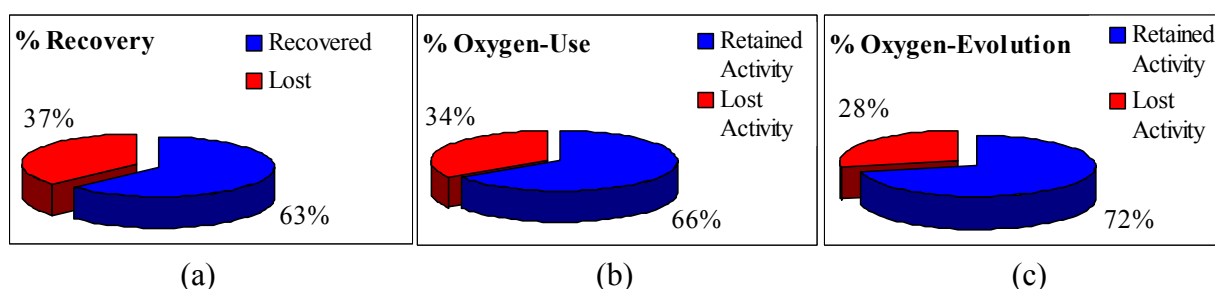 % Recovery
Recovered
Lost
37%
63%
(a)
% Oxygen-Use
Retained
Activity
Lost
Activity
34%
66%
(b)
% Oxygen-Evolution
Retained
Activity
Lost
Activity
28%
72%
(c)